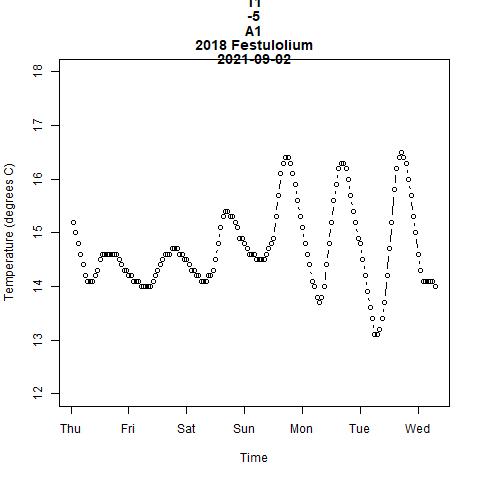 T1
-5
A1
2018 Festulolium
2021-09-02
18
17
16
15
14
13
12
Temperature (degrees C)
Thu Fri Sat Sun Mon Tue Wed
Time